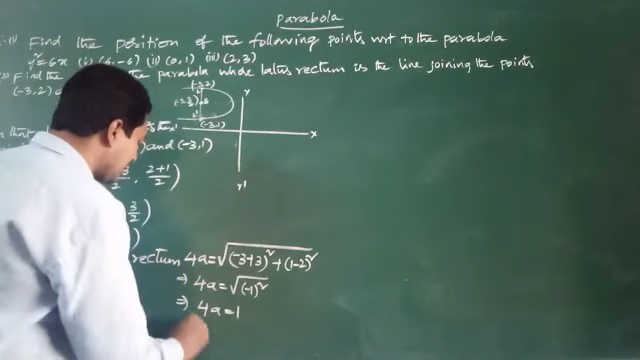 Parabola
(1) Find the position of the following points w.r.t to the parabola
y²=6x (i) (6,-6) (ii) (0,1) (iii) (2,3)
Find the the parabola whose latus rectum is the line joining the points
(-3,2)
(-3,2)
y
(-3,1)
x
and (-3,1)
y'
2+1/2)
3/2)
)
rectum 4a=√(-3+3)²+(1-2)²
⇒ 4a=√(-1)²
⇒ 4a=1